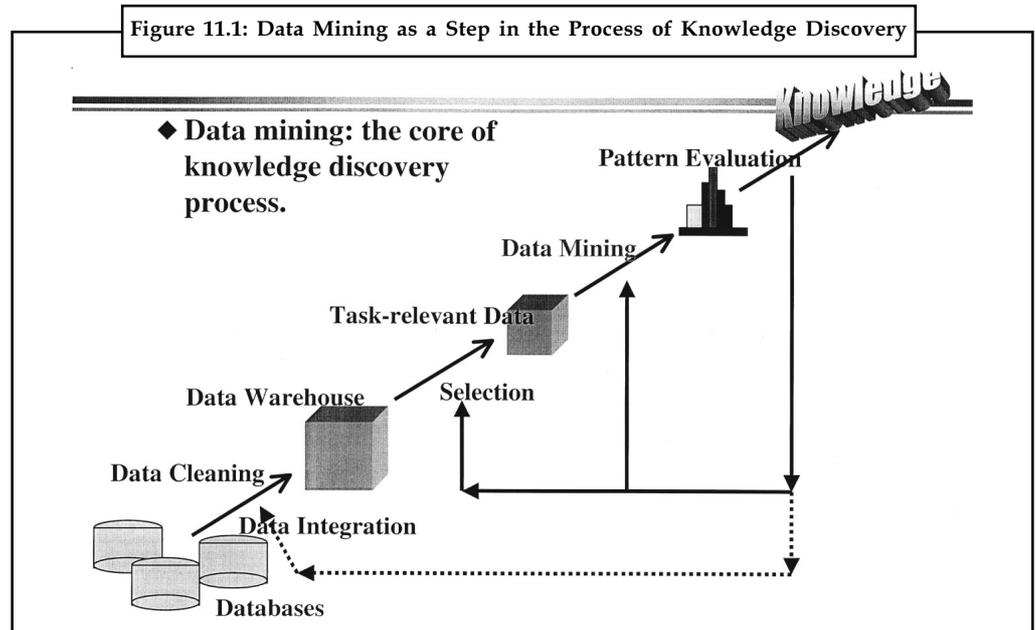 Figure 11.1: Data Mining as a Step in the Process of Knowledge Discovery
Knowledge
◆ Data mining: the core of
knowledge discovery
process.
Pattern Evaluation
Data Mining
Task-relevant Data
Selection
Data Warehouse
Data Cleaning
Data Integration
Databases